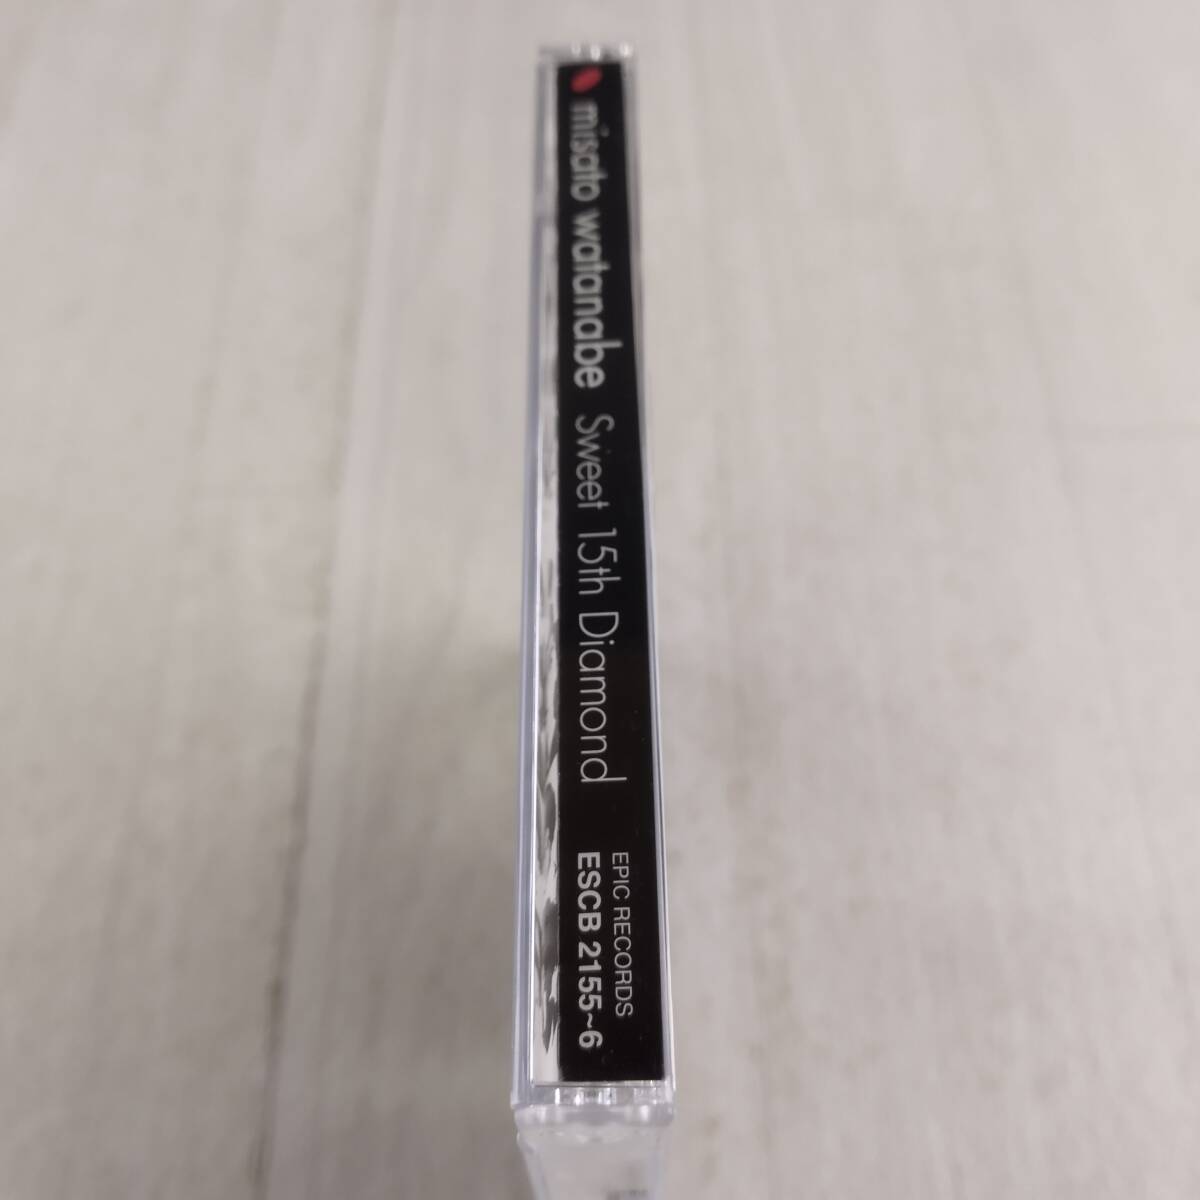 misato watanabe Sweet 15th Diamond
EPIC RECORDS
ESCB 2155~6